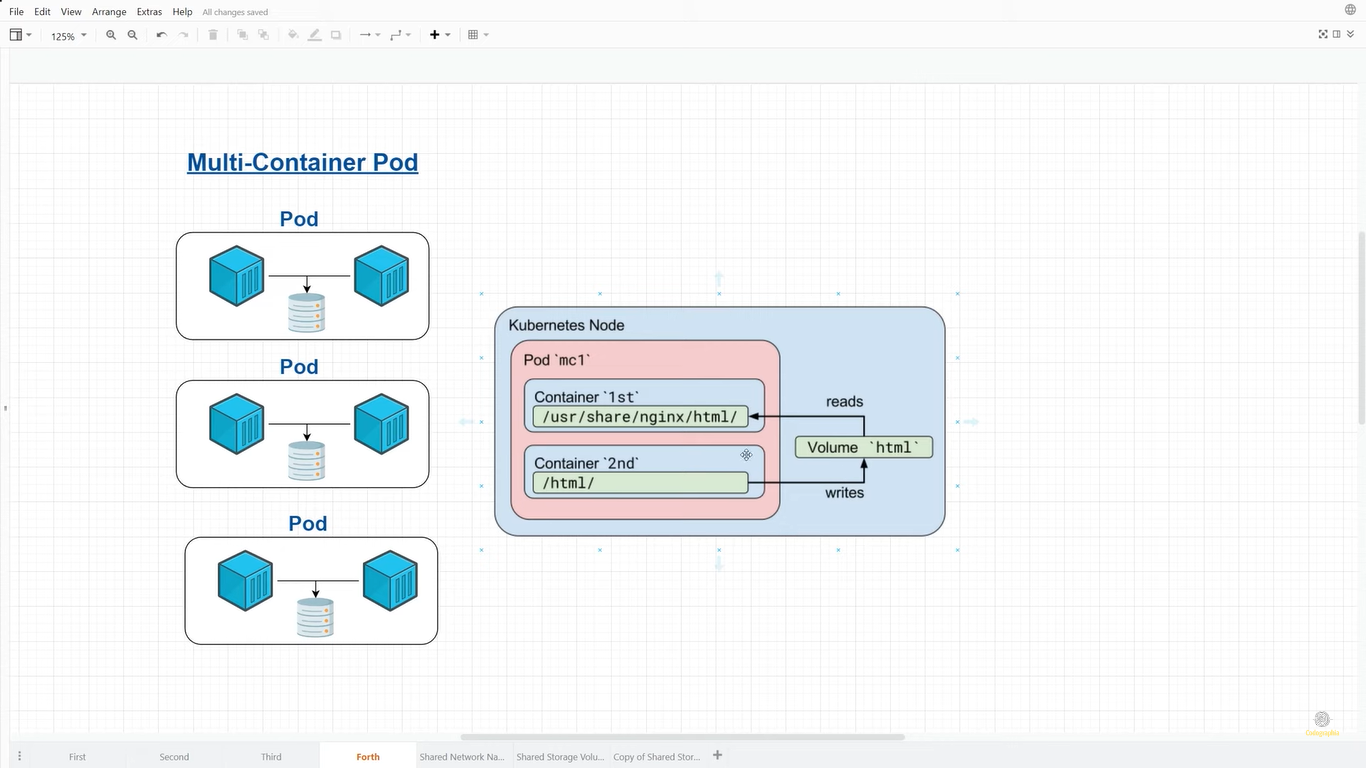 File Edit View Arrange Extras Help All changes saved
125%
Multi-Container Pod
Pod
Pod
Pod
Kubernetes Node
Pod `mc1`
Container `1st`
/usr/share/nginx/html/
Container `2nd`
/html/
reads
Volume `html`
writes
First Second Third Forth Shared Network Na... Shared Storage Volu... Copy of Shared Stor...